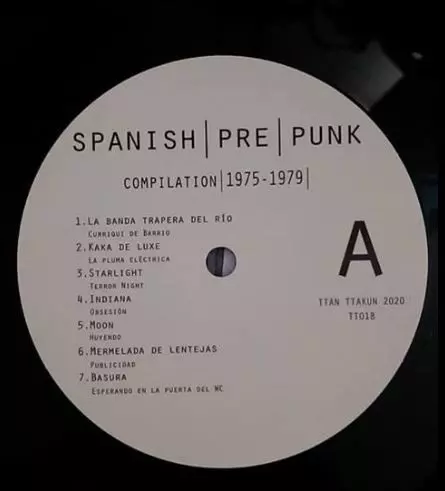 SPANISH|PRE|PUNK
COMPILATION|1975-1979|
1.LA BANDA TRAPERA DEL RÍO
CURRIQUI DE BARRIO
2.KAKA DE LUXE
LA PLUMA ELÉCTRICA
3.STARLIGHT
TERROR NIGHT
4.INDIANA
OBSESIÓN
5.MOON
HUYENDO
6.MERMELADA DE LENTEJAS
PUBLICIDAD
7.BASURA
ESPERANDO EN LA PUERTA DEL WC
A
TTAN TTAKUN 2020
TT018